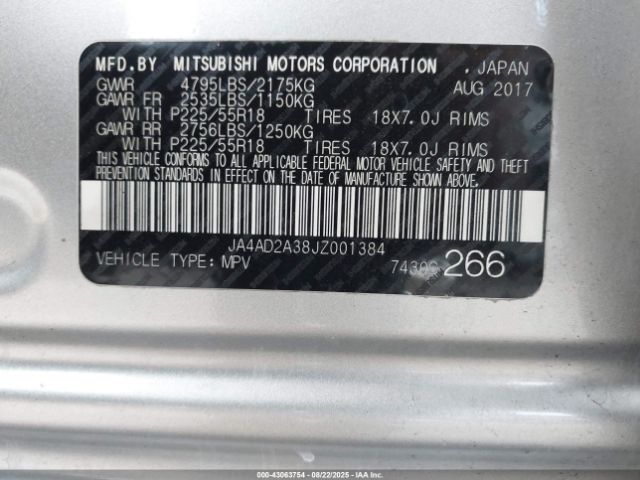 MFD.BY MITSUBISHI MOTORS CORPORATION , JAPAN
GVWR 4795LBS/2175KG AUG 2017
GAWR FR 2535LBS/1150KG
WITH P225/55R18 TIRES 18X7.0J RIMS
GAWR RR 2756LBS/1250KG
WITH P225/55R18 TIRES 18X7.0J RIMS
THIS VEHICLE CONFORMS TO ALL APPLICABLE FEDERAL MOTOR VEHICLE SAFETY AND THEFT
PREVENTION STANDARDS IN EFFECT ON THE DATE OF MANUFACTURE SHOWN ABOVE.
JA4AD2A38JZ001384
VEHICLE TYPE: MPV 266
000-43063754 - 08/22/2025 - IAAI.COM